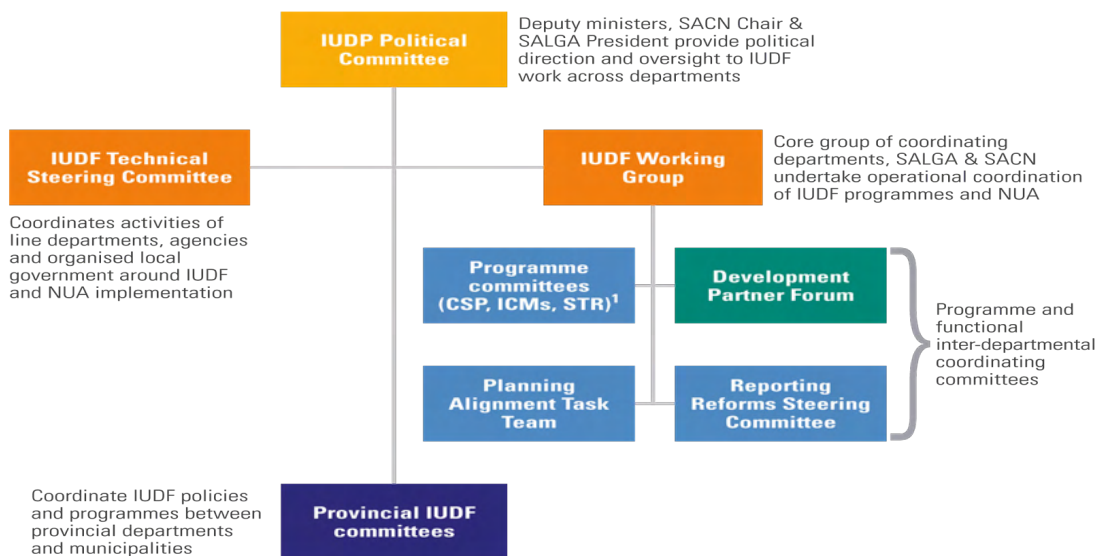 IUDP Political
Committee
Deputy ministers, SACN Chair &
SALGA President provide political
direction and oversight to IUDF
work across departments
IUDF Technical
Steering Committee
Coordinates activities of
line departments, agencies
and organised local
government around IUDF
and NUA implementation
IUDF Working
Group
Core group of coordinating
departments, SALGA & SACN
undertake operational coordination
of IUDF programmes and NUA
Programme
committees
(CSP, ICMs, STR)¹
Development
Partner Forum
Planning
Alignment Task
Team
Reporting
Reforms Steering
Committee
Programme and
functional
inter-departmental
coordinating
committees
Coordinate IUDF policies
and programmes between
provincial departments
and municipalities
Provincial IUDF
committees